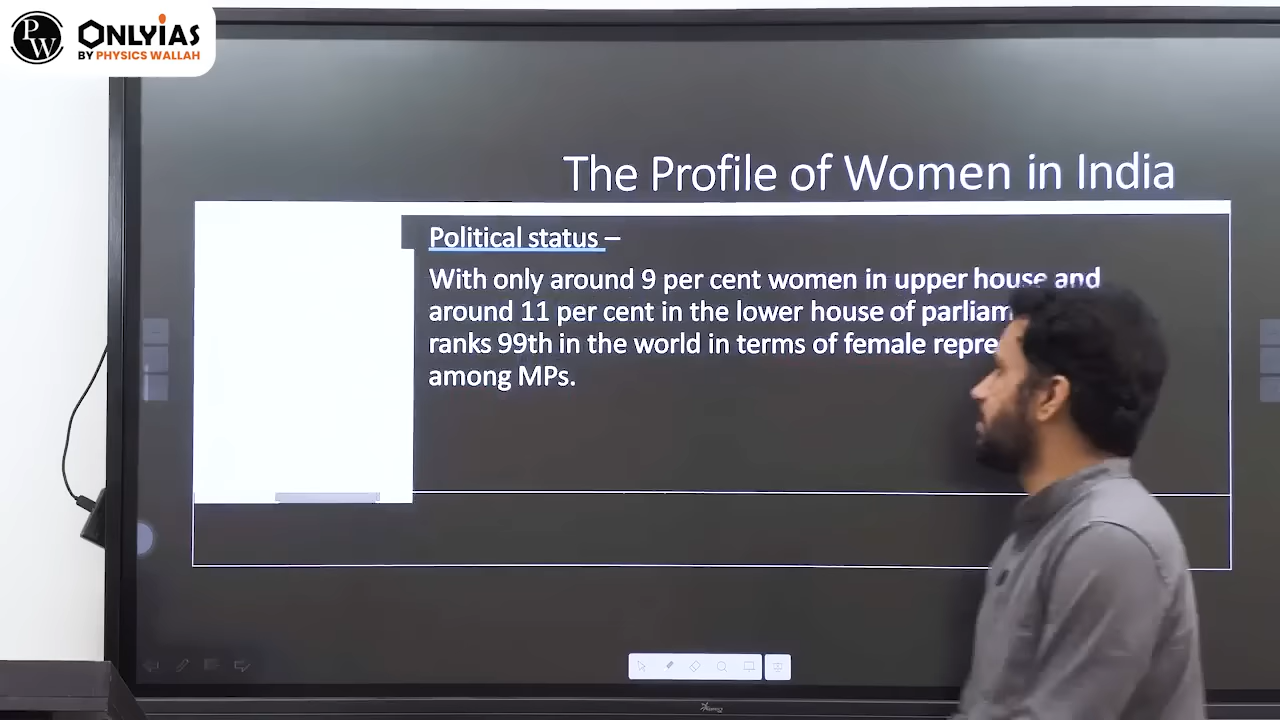 PW
ONLYIAS
BY PHYSICS WALLAH
The Profile of Women in India
Political status –
With only around 9 per cent women in upper house and
around 11 per cent in the lower house of
ranks 99th in the world in terms of female
among MPs.